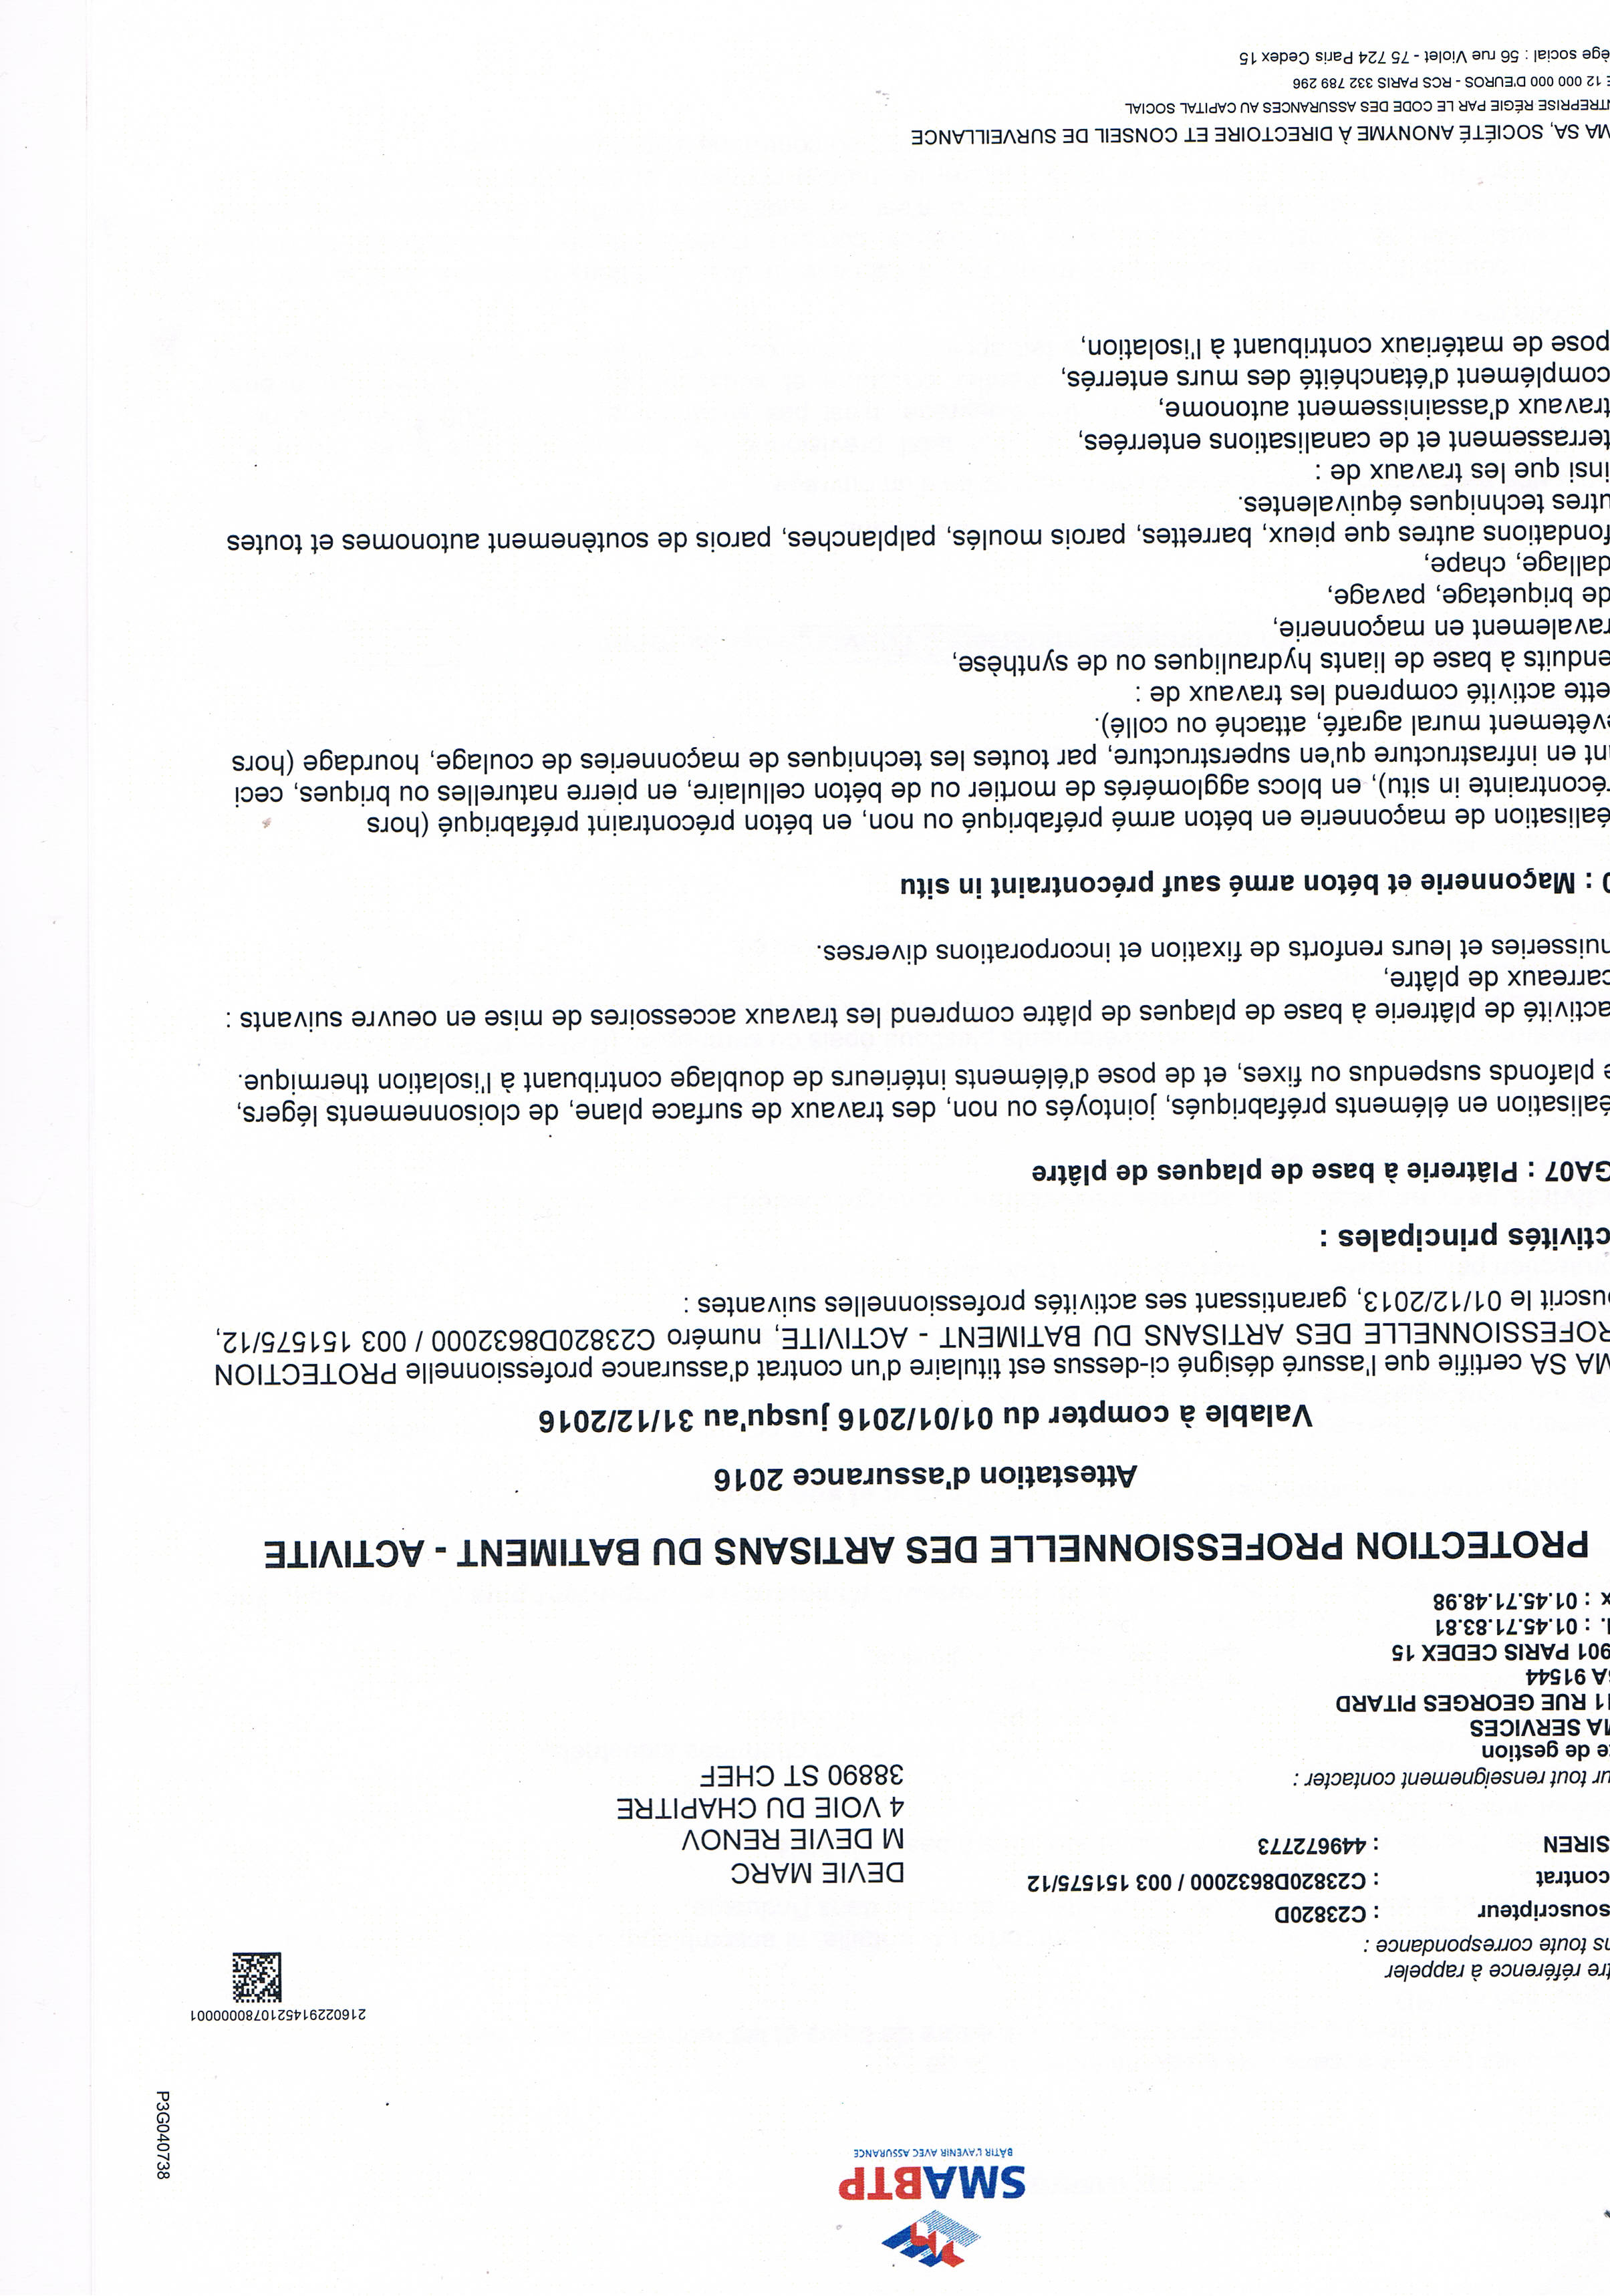 SMABTP
BÂTIR L'AVENIR AVEC ASSURANCE
P3G040738
2160229145210780000001
tre référence à rappeler
ns toute correspondance :
souscripteur : C23820D
contrat : C23820D8632000 / 003 151575/12
SIREN : 449672773
DEVIE MARC
M DEVIE RENOV
4 VOIE DU CHAPITRE
38890 ST CHEF
ur tout renseignement contacter :
e de gestion
MA SERVICES
11 RUE GEORGES PITARD
SA 91544
901 PARIS CEDEX 15
l. : 01.45.71.83.81
x : 01.45.71.48.98
PROTECTION PROFESSIONNELLE DES ARTISANS DU BATIMENT - ACTIVITE
Attestation d'assurance 2016
Valable à compter du 01/01/2016 jusqu'au 31/12/2016
MA SA certifie que l'assuré désigné ci-dessus est titulaire d'un contrat d'assurance professionnelle PROTECTION
ROFESSIONNELLE DES ARTISANS DU BATIMENT - ACTIVITE, numéro C23820D8632000 / 003 151575/12,
ouscrit le 01/12/2013, garantissant ses activités professionnelles suivantes :
ctivités principales :
GA07 : Plâtrerie à base de plaques de plâtre
éalisation en éléments préfabriqués, jointoyés ou non, des travaux de surface plane, de cloisonnements légers,
e plafonds suspendus ou fixes, et de pose d'éléments intérieurs de doublage contribuant à l'isolation thermique.
activité de plâtrerie à base de plaques de plâtre comprend les travaux accessoires de mise en oeuvre suivants :
carreaux de plâtre,
nuiseries et leurs renforts de fixation et incorporations diverses.
0 : Maçonnerie et béton armé sauf précontraint in situ
éalisation de maçonnerie en béton armé préfabriqué ou non, en béton précontraint préfabriqué (hors
récontrainte in situ), en blocs agglomérés de mortier ou de béton cellulaire, en pierre naturelles ou briques, ceci
ant en infrastructure qu'en superstructure, par toutes les techniques de maçonneries de coulage, hourdage (hors
evêtement mural agrafé, attaché ou collé).
ette activité comprend les travaux de :
enduits à base de liants hydrauliques ou de synthèse,
ravalement en maçonnerie,
de briquetage, pavage,
dallage, chape,
fondations autres que pieux, barrettes, parois moulés, palplanches, parois de soutènement autonomes et toutes
utres techniques équivalentes.
insi que les travaux de :
terrassement et de canalisations enterrées,
travaux d'assainissement autonome,
complément d'étanchéité des murs enterrés,
pose de matériaux contribuant à l'isolation,
MA SA, SOCIÉTÉ ANONYME À DIRECTOIRE ET CONSEIL DE SURVEILLANCE
NTREPRISE RÉGIE PAR LE CODE DES ASSURANCES AU CAPITAL SOCIAL
E 12 000 000 D'EUROS - RCS PARIS 332 789 296
iège social : 56 rue Violet - 75 724 Paris Cedex 15